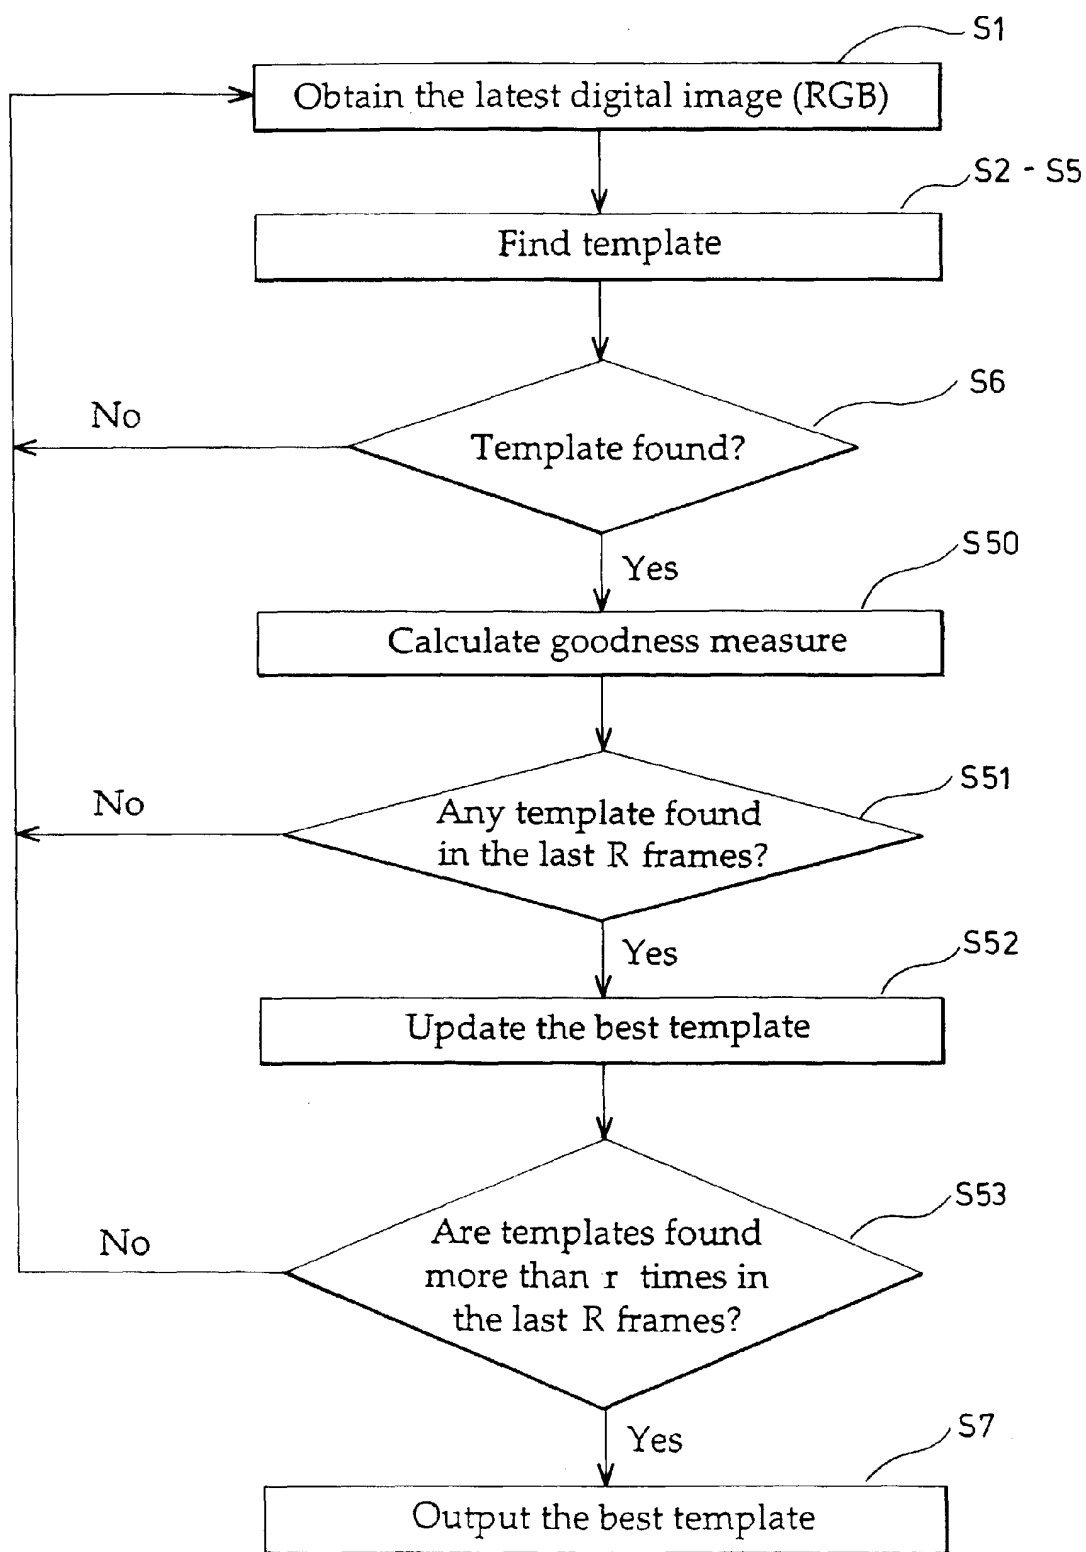 S1
Obtain the latest digital image (RGB)
S2 - S5
Find template
S6
No
Template found?
Yes
S50
Calculate goodness measure
S51
No
Any template found
in the last R frames?
Yes
S52
Update the best template
S53
No
Are templates found
more than r times in
the last R frames?
Yes
S7
Output the best template